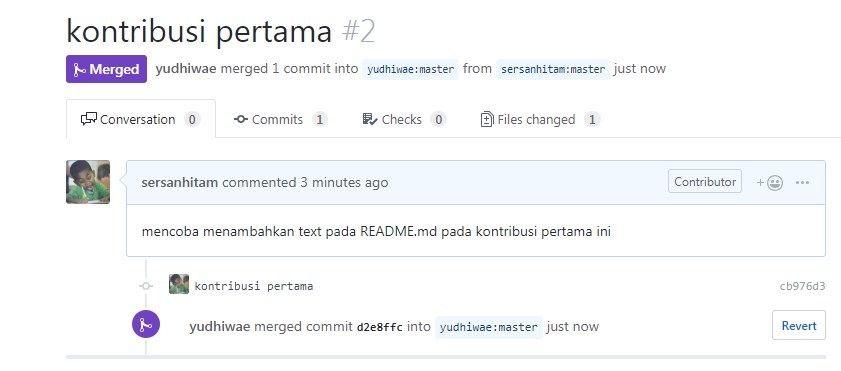 kontribusi pertama #2
Merged yudhiwae merged 1 commit into yudhiwae:master from sersanhitam:master just now
Conversation 0 Commits 1 Checks 0 Files changed 1
sersanhitam commented 3 minutes ago Contributor +
mencoba menambahkan text pada README.md pada kontribusi pertama ini
kontribusi pertama cb976d3
yudhiwae merged commit d2e8ffc into yudhiwae:master just now Revert